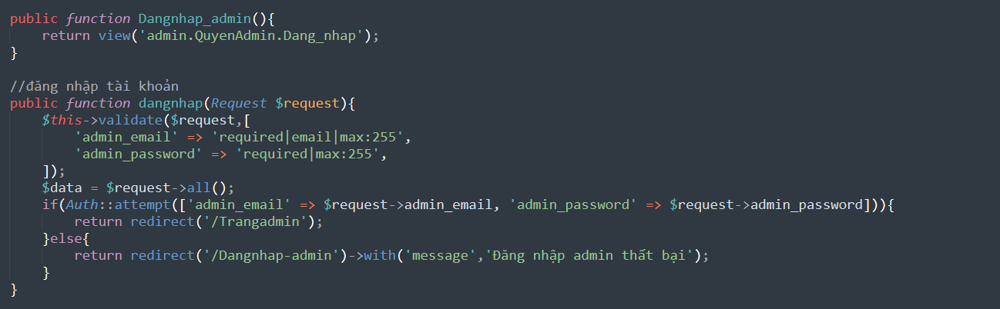 public function Dangnhap_admin(){
    return view('admin.QuyenAdmin.Dang_nhap');
}

//đăng nhập tài khoản
public function dangnhap(Request $request){
    $this->validate($request,[
        'admin_email' => 'required|email|max:255',
        'admin_password' => 'required|max:255',
    ]);
    $data = $request->all();
    if(Auth::attempt(['admin_email' => $request->admin_email, 'admin_password' => $request->admin_password])){
        return redirect('/Trangadmin');
    }else{
        return redirect('/Dangnhap-admin')->with('message','Đăng nhập admin thất bại');
    }
}